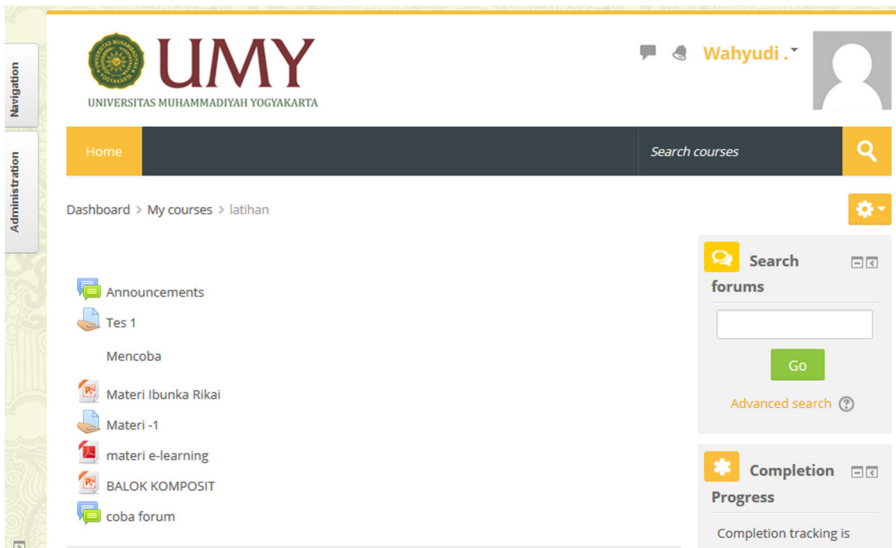 UMY
UNIVERSITAS MUHAMMADIYAH YOGYAKARTA
Wahyudi .
Navigation
Administration
Home
Search courses
Dashboard > My courses > latihan
Announcements
Tes 1
Mencoba
Materi Ibunka Rikai
Materi -1
materi e-learning
BALOK KOMPOSIT
coba forum
Search
forums
Go
Advanced search ?
Completion
Progress
Completion tracking is